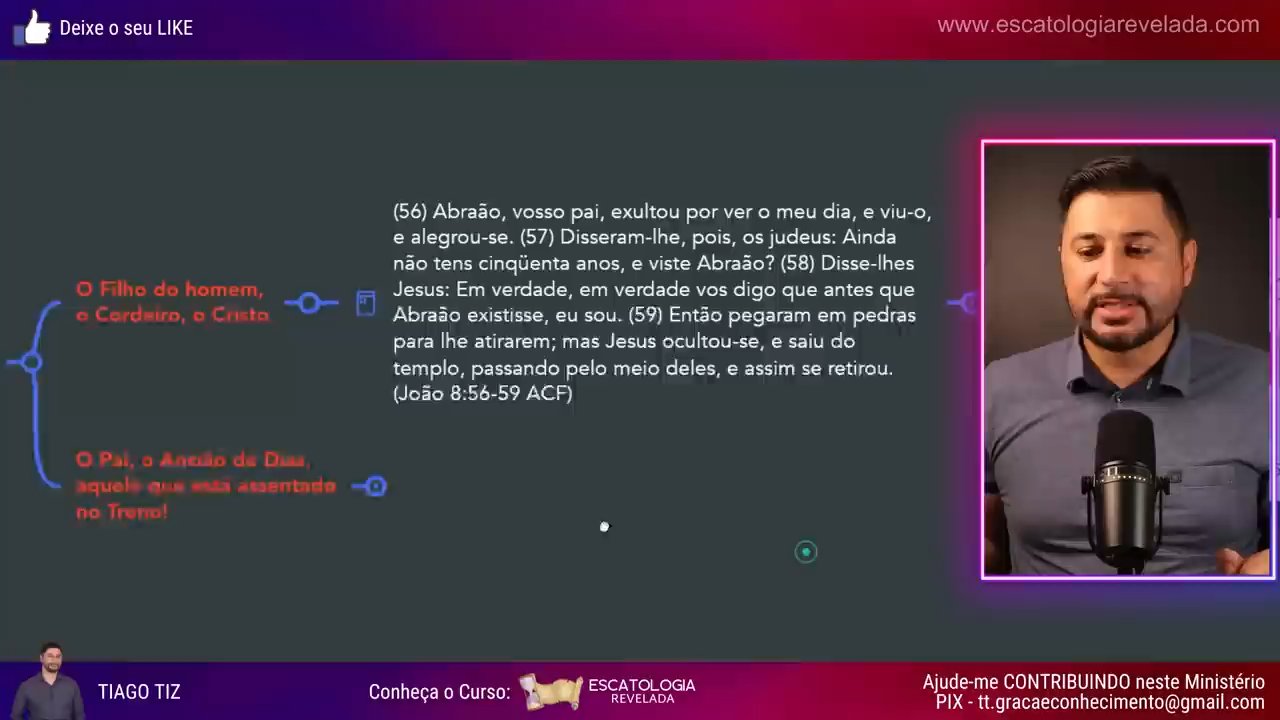 Deixe o seu LIKE
www.escatologiarevelada.com
(56) Abraão, vosso pai, exultou por ver o meu dia, e viu-o,
e alegrou-se. (57) Disseram-lhe, pois, os judeus: Ainda
não tens cinqüenta anos, e viste Abraão? (58) Disse-lhes
Jesus: Em verdade, em verdade vos digo que antes que
Abraão existisse, eu sou. (59) Então pegaram em pedras
para lhe atirarem; mas Jesus ocultou-se, e saiu do
templo, passando pelo meio deles, e assim se retirou.
(João 8:56-59 ACF)
O Filho do homem,
o Cordeiro, o Cristo
O Pai, o Ancião de Dias,
aquele que está assentado
no Trono!
TIAGO TIZ
Conheça o Curso:
ESCATOLOGIA
REVELADA
Ajude-me CONTRIBUINDO neste Ministério
PIX - tt.gracaeconhecimento@gmail.com